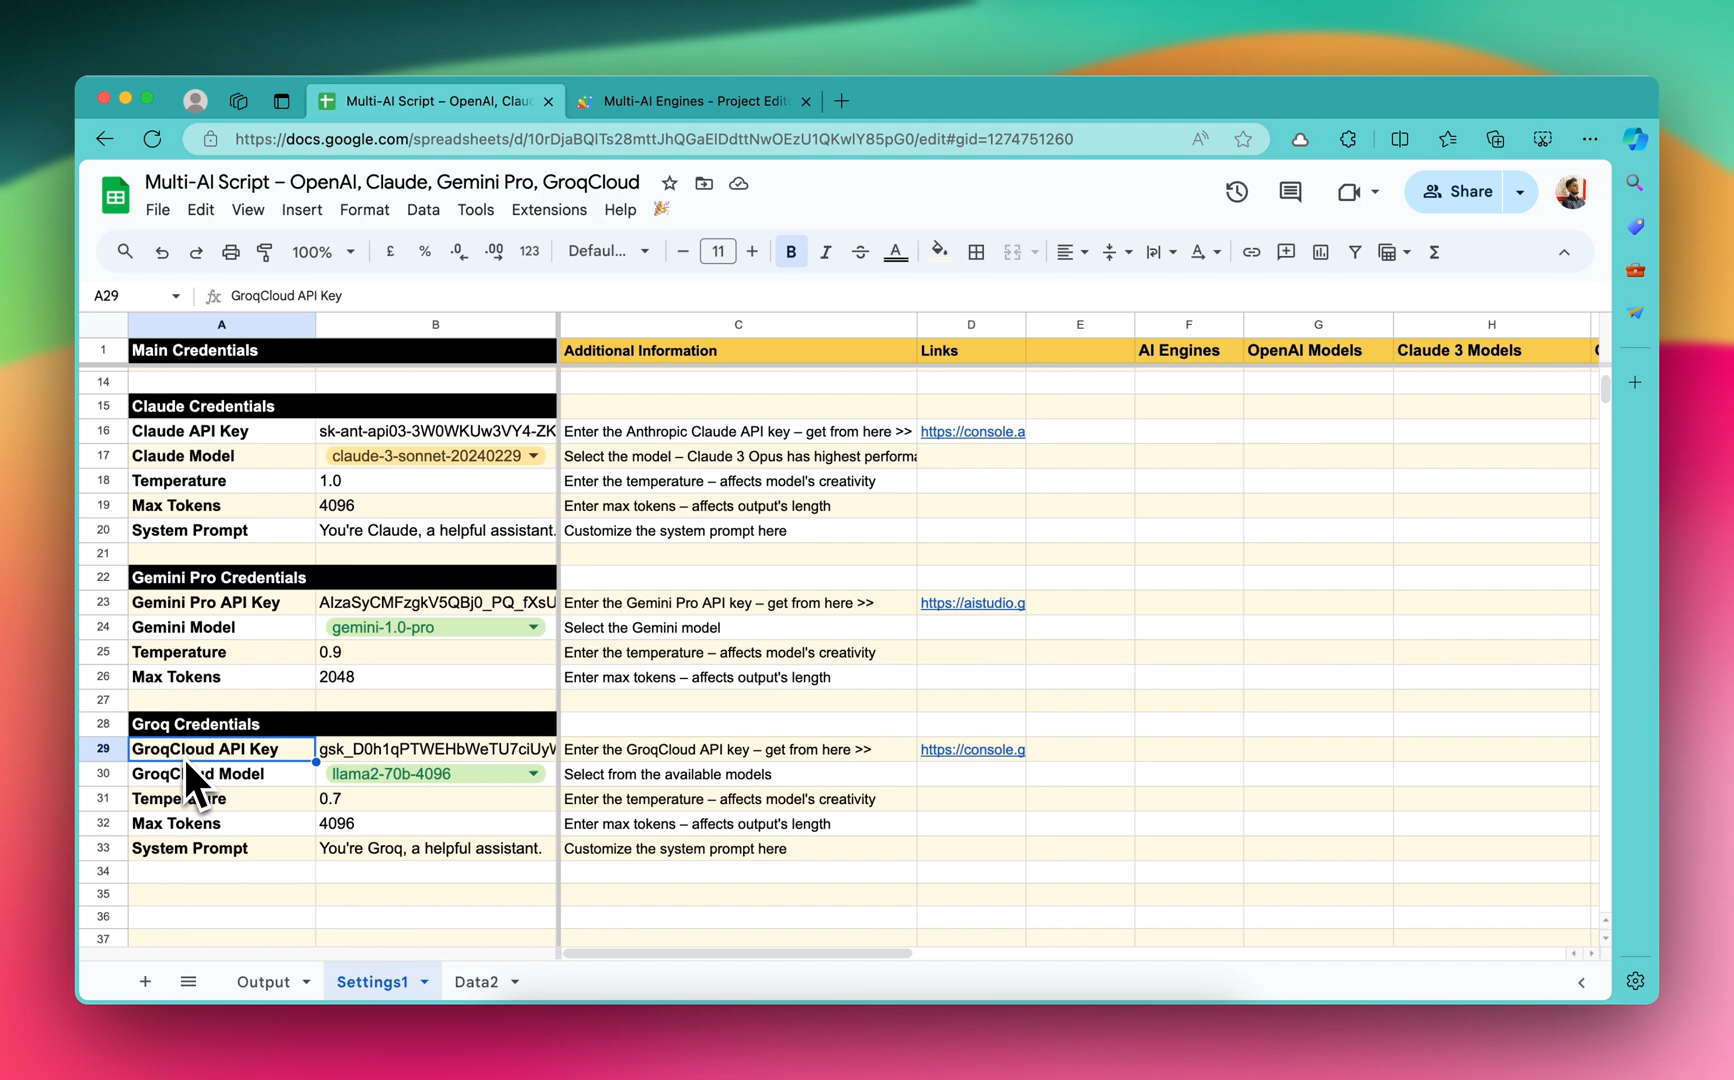 Multi-AI Script – OpenAI, Clau
Multi-AI Engines - Project Edit
https://docs.google.com/spreadsheets/d/10rDjaBQlTs28mttJhQGaElDdttNwOEzU1QKwlY85pG0/edit#gid=1274751260
Multi-AI Script – OpenAI, Claude, Gemini Pro, GroqCloud
File Edit View Insert Format Data Tools Extensions Help
Share
100% £ % .0 .00 123 Defaul... 11 B I A
A29 fx GroqCloud API Key
A B C D E F G H
1 Main Credentials Additional Information Links AI Engines OpenAI Models Claude 3 Models
14
15 Claude Credentials
16 Claude API Key sk-ant-api03-3W0WKUw3VY4-ZK Enter the Anthropic Claude API key – get from here >> https://console.a
17 Claude Model claude-3-sonnet-20240229 Select the model – Claude 3 Opus has highest performa
18 Temperature 1.0 Enter the temperature – affects model's creativity
19 Max Tokens 4096 Enter max tokens – affects output's length
20 System Prompt You're Claude, a helpful assistant. Customize the system prompt here
21
22 Gemini Pro Credentials
23 Gemini Pro API Key AIzaSyCMFzgkV5QBj0_PQ_fXsU Enter the Gemini Pro API key – get from here >> https://aistudio.g
24 Gemini Model gemini-1.0-pro Select the Gemini model
25 Temperature 0.9 Enter the temperature – affects model's creativity
26 Max Tokens 2048 Enter max tokens – affects output's length
27
28 Groq Credentials
29 GroqCloud API Key gsk_D0h1qPTWEHbWeTU7ciUyW Enter the GroqCloud API key – get from here >> https://console.g
30 GroqCloud Model llama2-70b-4096 Select from the available models
31 Temperature 0.7 Enter the temperature – affects model's creativity
32 Max Tokens 4096 Enter max tokens – affects output's length
33 System Prompt You're Groq, a helpful assistant. Customize the system prompt here
34
35
36
37
Output Settings1 Data2